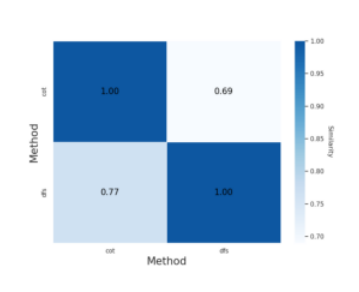 1.00
0.95
0.90
0.85
0.80
0.75
0.70
Similarity
Method
cot
dfs
1.00 0.69
0.77 1.00
cot dfs
Method